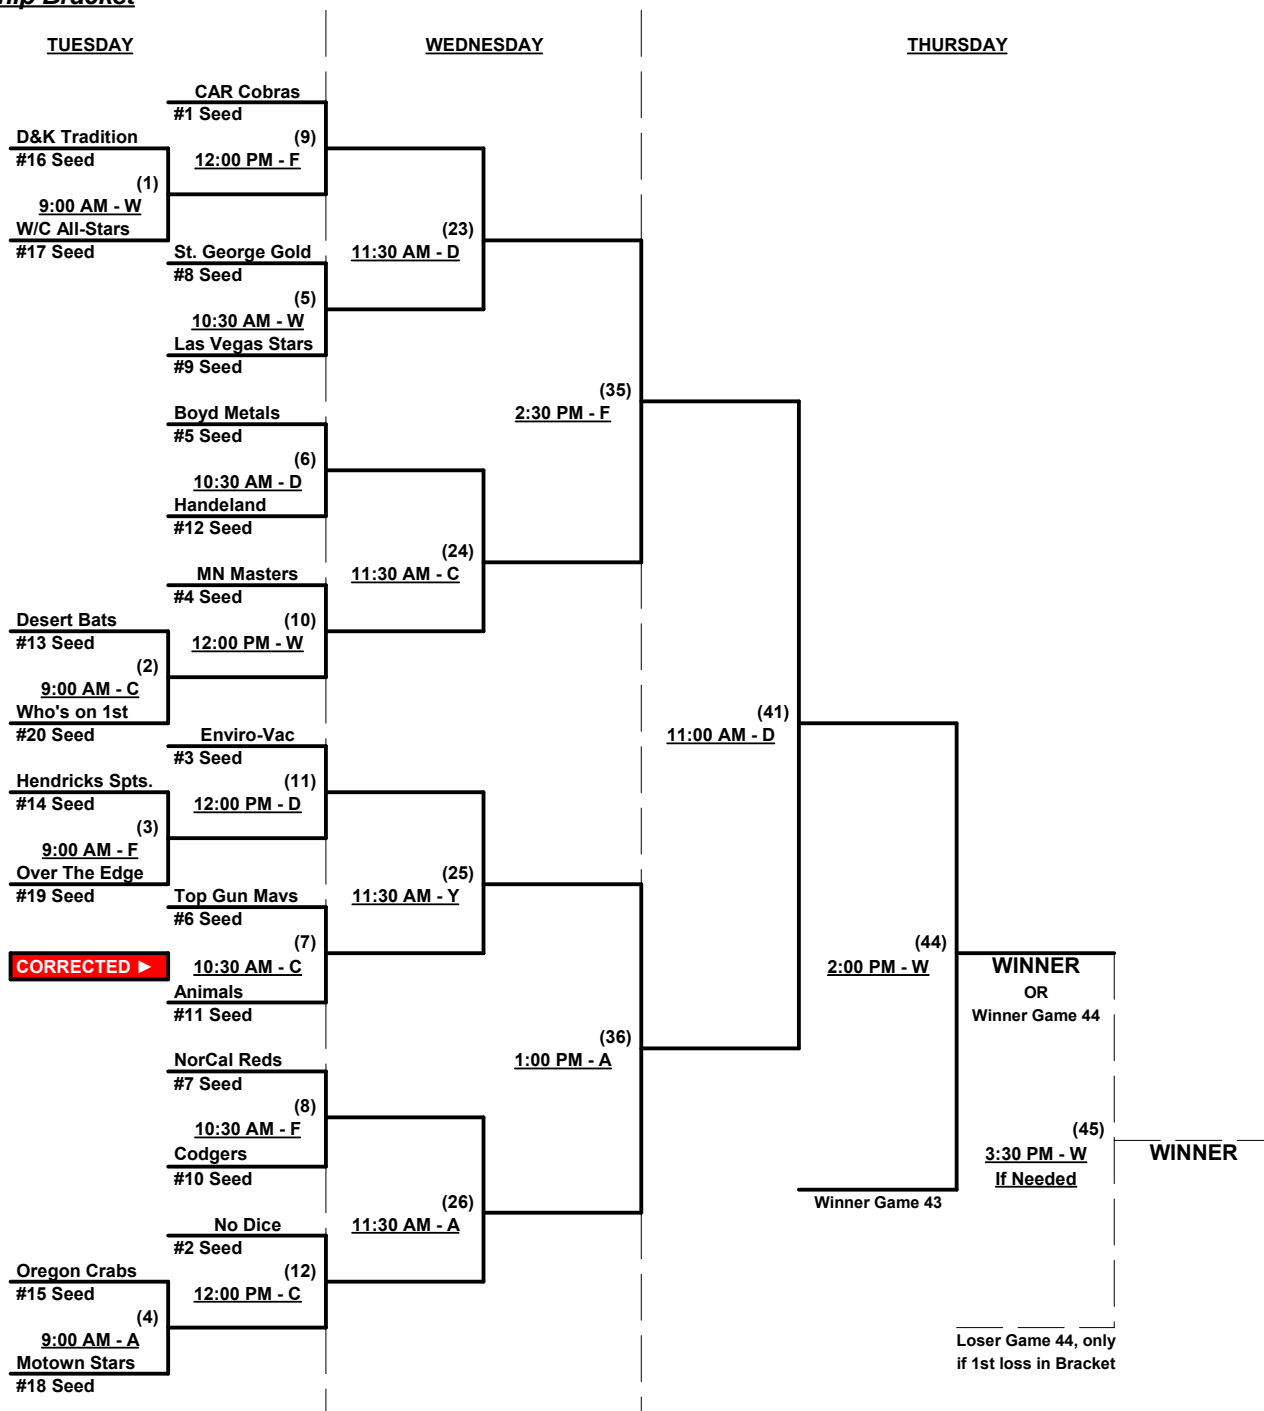 hip Bracket
TUESDAY
WEDNESDAY
THURSDAY
CAR Cobras
#1 Seed
D&K Tradition
(9)
#16 Seed
12:00 PM - F
(1)
9:00 AM - W
W/C All-Stars
#17 Seed
(23)
11:30 AM - D
St. George Gold
#8 Seed
(5)
10:30 AM - W
Las Vegas Stars
#9 Seed
(35)
2:30 PM - F
Boyd Metals
#5 Seed
(6)
10:30 AM - D
Handeland
#12 Seed
(24)
11:30 AM - C
MN Masters
#4 Seed
Desert Bats
(10)
#13 Seed
12:00 PM - W
(2)
9:00 AM - C
Who's on 1st
#20 Seed
(41)
11:00 AM - D
Enviro-Vac
#3 Seed
Hendricks Spts.
(11)
#14 Seed
12:00 PM - D
(3)
9:00 AM - F
Over The Edge
#19 Seed
(25)
11:30 AM - Y
Top Gun Mavs
#6 Seed
(7)
CORRECTED ►
10:30 AM - C
Animals
#11 Seed
(44)
2:00 PM - W
WINNER
OR
Winner Game 44
(36)
1:00 PM - A
NorCal Reds
#7 Seed
(8)
10:30 AM - F
Codgers
#10 Seed
(45)
3:30 PM - W
If Needed
WINNER
Winner Game 43
(26)
11:30 AM - A
No Dice
#2 Seed
Oregon Crabs
(12)
#15 Seed
12:00 PM - C
(4)
9:00 AM - A
Motown Stars
#18 Seed
Loser Game 44, only
if 1st loss in Bracket